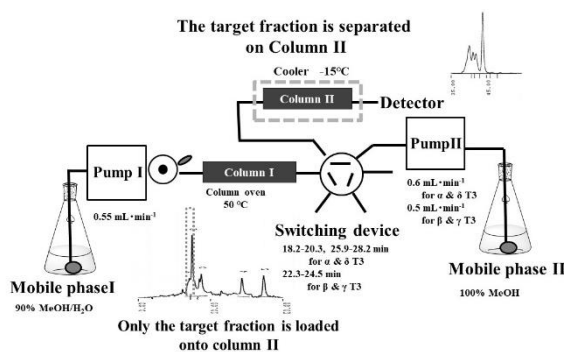 The target fraction is separated
on Column II
Cooler -15℃
Column II
Detector
Pump I
Column I
Pump II
Column oven
50 ℃
0.55 mL·min-1
0.6 mL·min-1
for α & δ T3
0.5 mL·min-1
for β & γ T3
Switching device
18.2-20.3, 25.9-28.2 min
for α & δ T3
22.3-24.5 min
for β & γ T3
Mobile phase I
90% MeOH/H2O
Mobile phase II
100% MeOH
Only the target fraction is loaded
onto column II